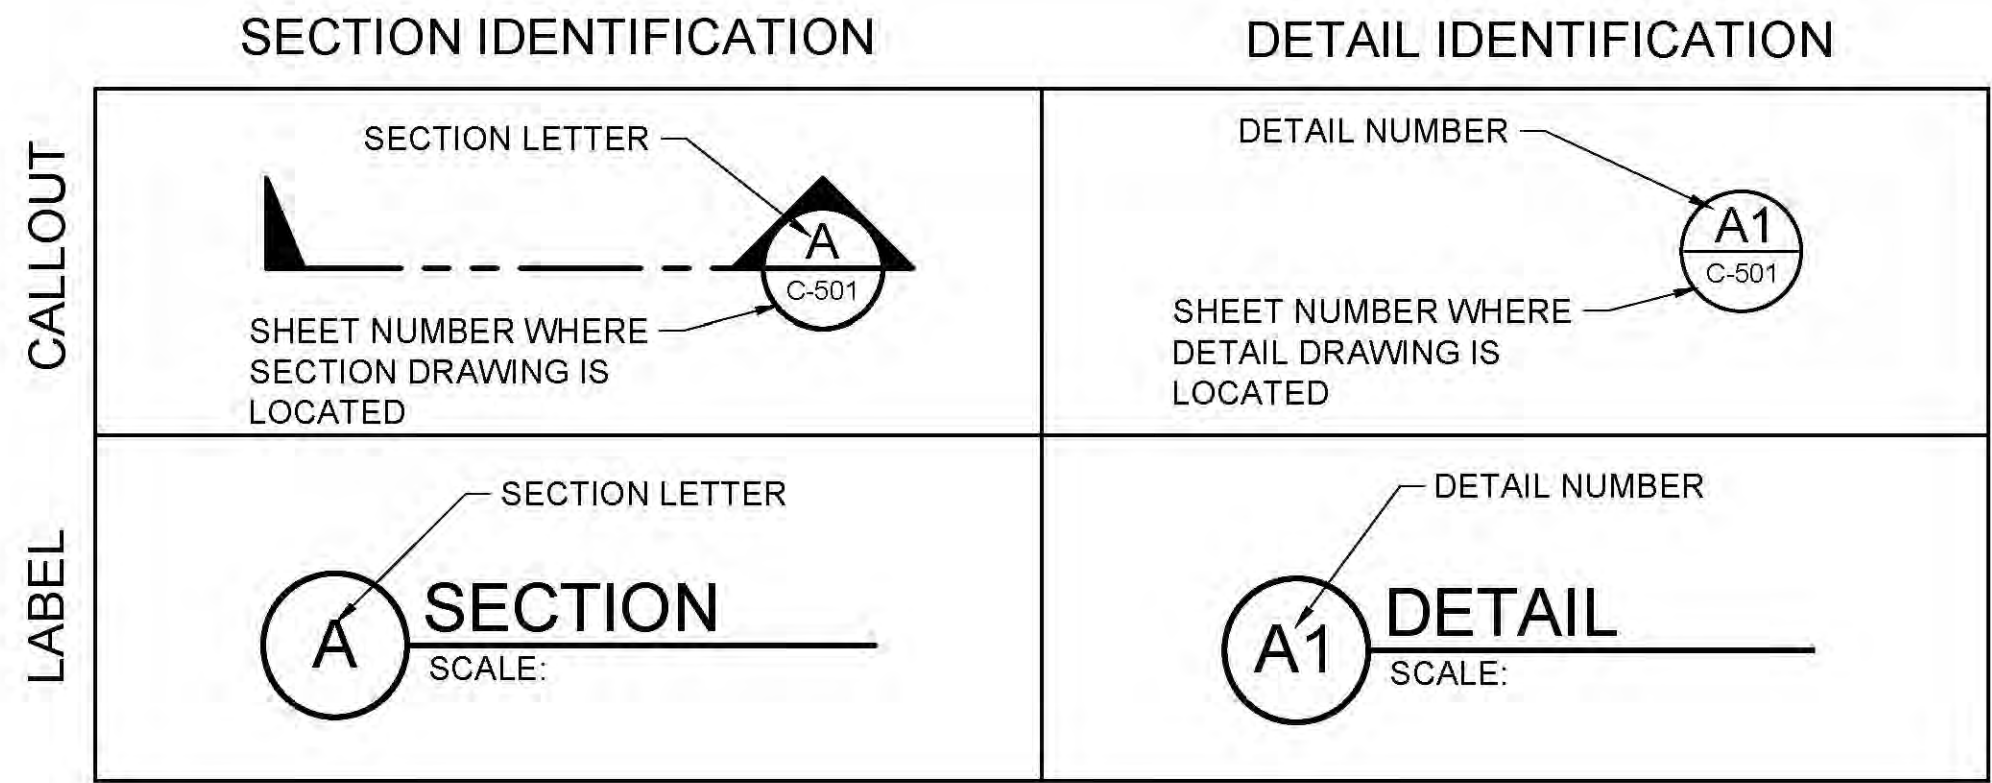 SECTION IDENTIFICATION
DETAIL IDENTIFICATION
CALLOUT
SECTION LETTER
A
C-501
SHEET NUMBER WHERE
SECTION DRAWING IS
LOCATED
DETAIL NUMBER
A1
C-501
SHEET NUMBER WHERE
DETAIL DRAWING IS
LOCATED
LABEL
SECTION LETTER
A
SECTION
SCALE:
DETAIL NUMBER
A1
DETAIL
SCALE: